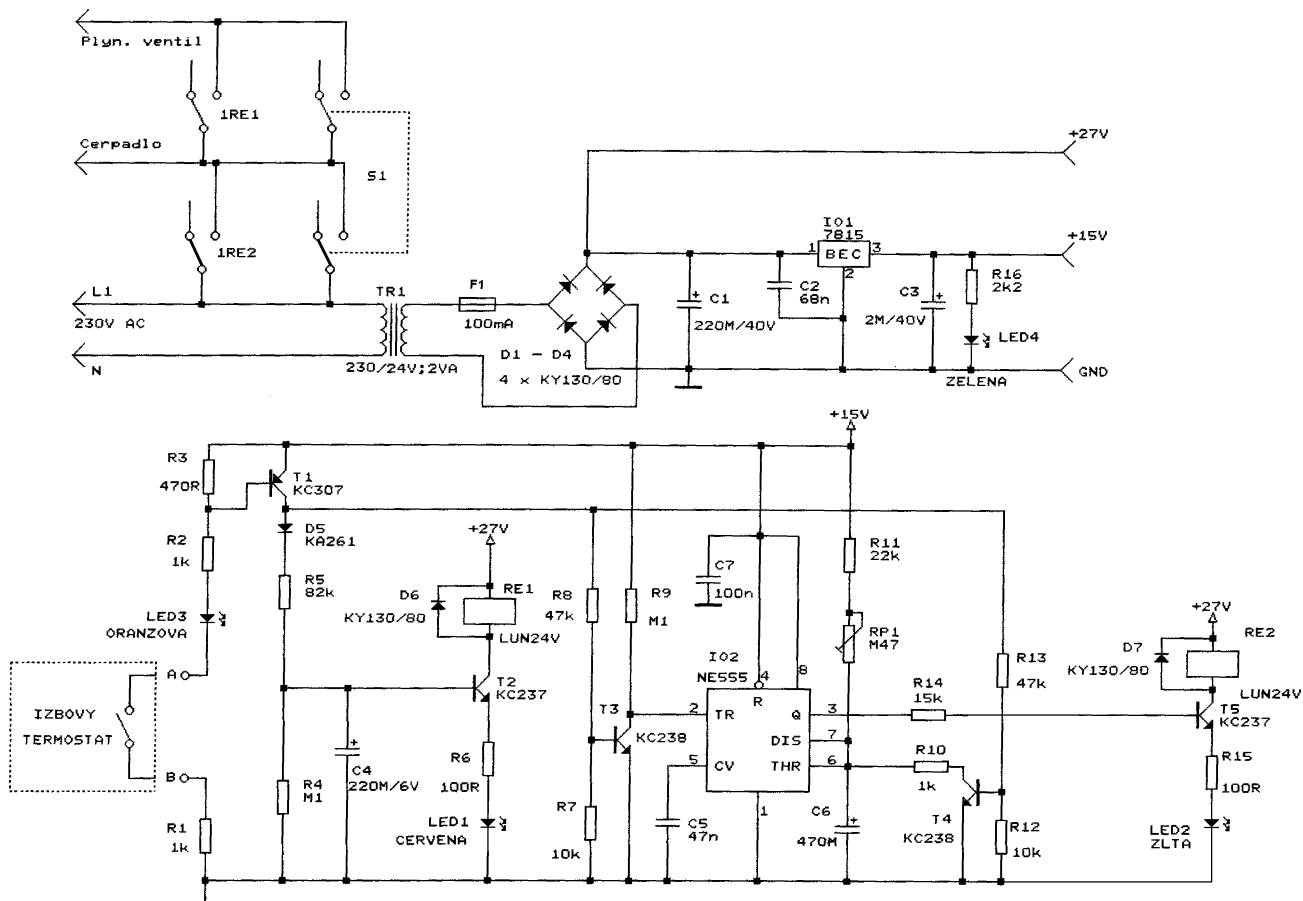 Plyn. ventil
1RE1
Cerpadlo
S1
1RE2
+27V
IO1
7815
1
BEC
3
2
+15V
L1
230V AC
N
TR1
230/24V;2VA
F1
100mA
D1 - D4
4 x KY130/80
C1
220M/40V
C2
68n
C3
2M/40V
R16
2k2
LED4
ZELENA
GND
+15V
R3
470R
T1
KC307
R2
1k
D5
KA261
LED3
ORANZOVA
R5
82k
+27V
D6
KY130/80
RE1
LUN24V
R8
47k
R9
M1
C7
100n
R11
22k
RP1
M47
+27V
RE2
D7
KY130/80
LUN24V
R13
47k
A
IZBOVY
TERMOSTAT
B
T2
KC237
T3
KC238
IO2
NE555
4
8
R
2
TR
Q
3
DIS
7
5
CV
THR
6
1
R14
15k
T5
KC237
R10
1k
R15
100R
R4
M1
C4
220M/6V
R6
100R
LED1
CERVENA
R7
10k
C5
47n
C6
470M
T4
KC238
R12
10k
LED2
ZLTA
R1
1k